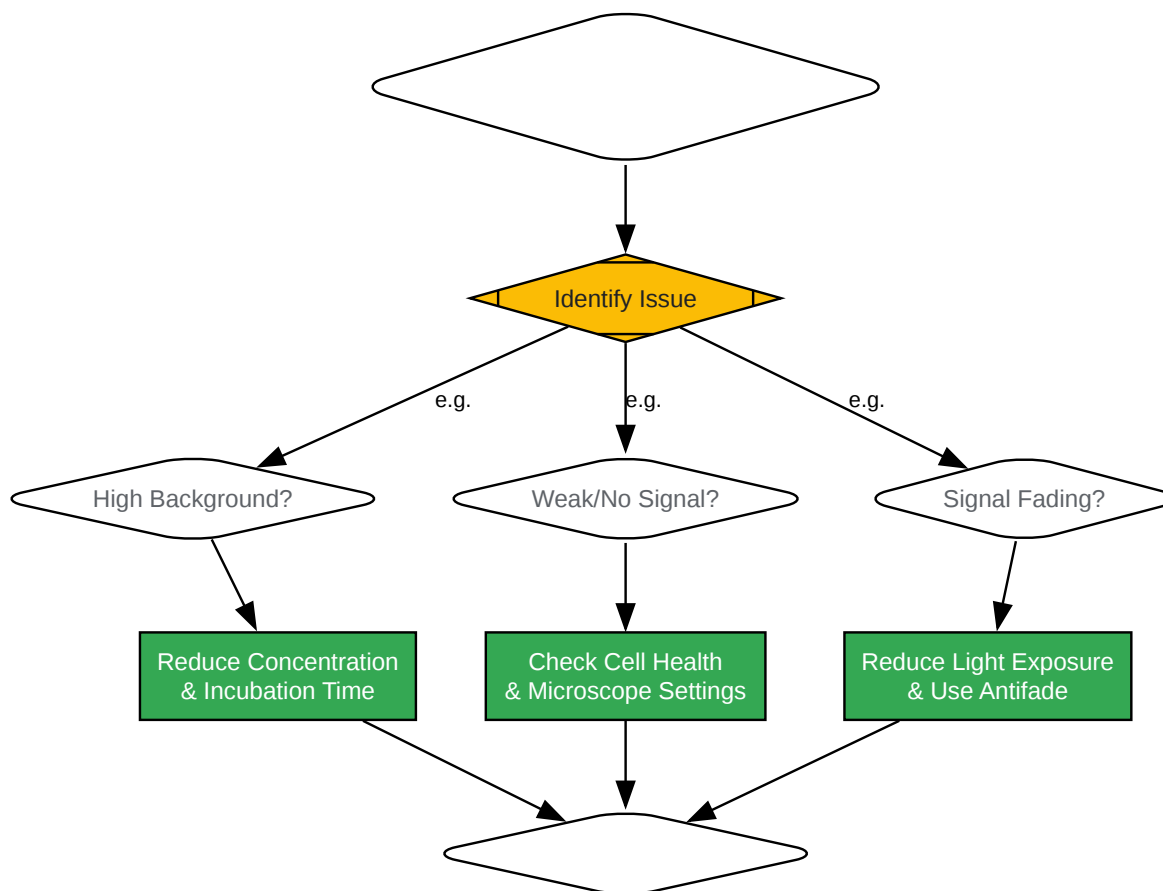 Identify Issue
e.g.
e.g.
e.g.
High Background?
Weak/No Signal?
Signal Fading?
Reduce Concentration
& Incubation Time
Check Cell Health
& Microscope Settings
Reduce Light Exposure
& Use Antifade